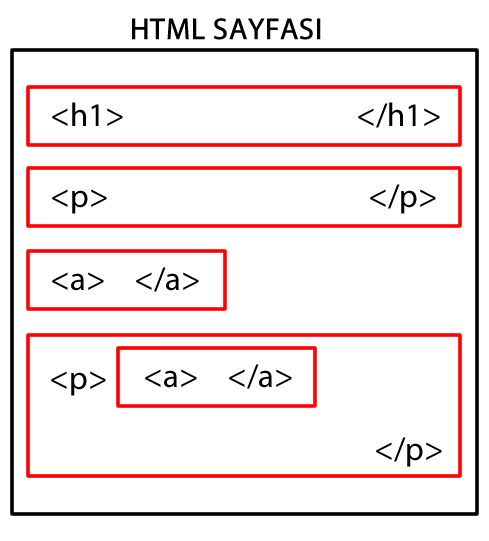 HTML SAYFASI
<h1> </h1>
<p> </p>
<a> </a>
<p> <a> </a>
</p>